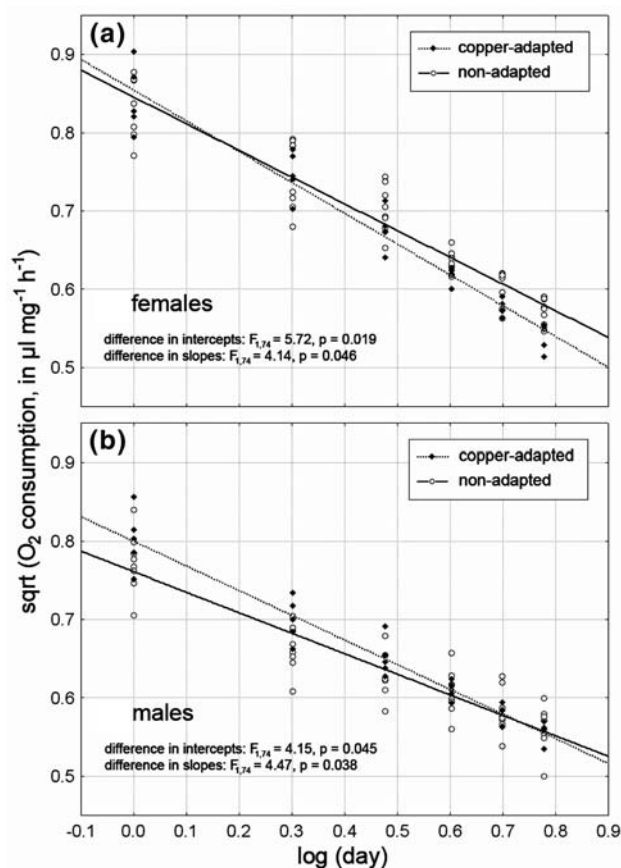 (a)
copper-adapted
non-adapted
0.9
0.8
0.7
0.6
0.5
females
difference in intercepts: F1,74 = 5.72, p = 0.019
difference in slopes: F1,74 = 4.14, p = 0.046
sqrt (O2 consumption, in µl mg-1 h-1)
(b)
copper-adapted
non-adapted
0.9
0.8
0.7
0.6
0.5
males
difference in intercepts: F1,74 = 4.15, p = 0.045
difference in slopes: F1,74 = 4.47, p = 0.038
-0.1 0.0 0.1 0.2 0.3 0.4 0.5 0.6 0.7 0.8 0.9
log (day)